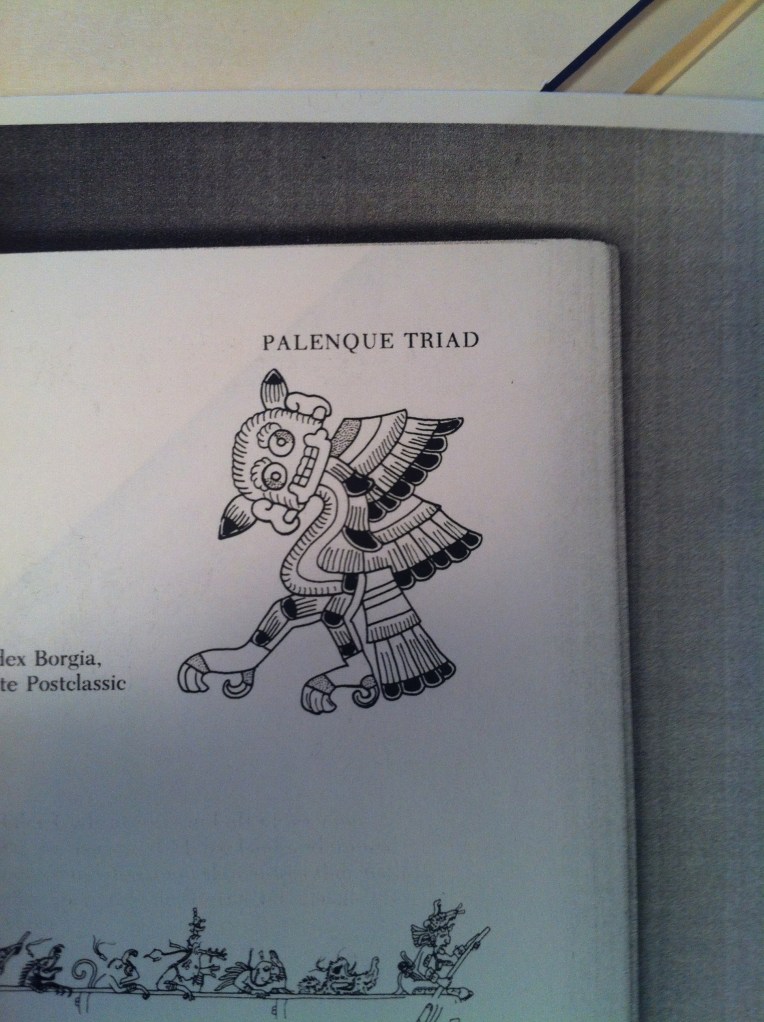 PALENQUE TRIAD
dex Borgia,
te Postclassic